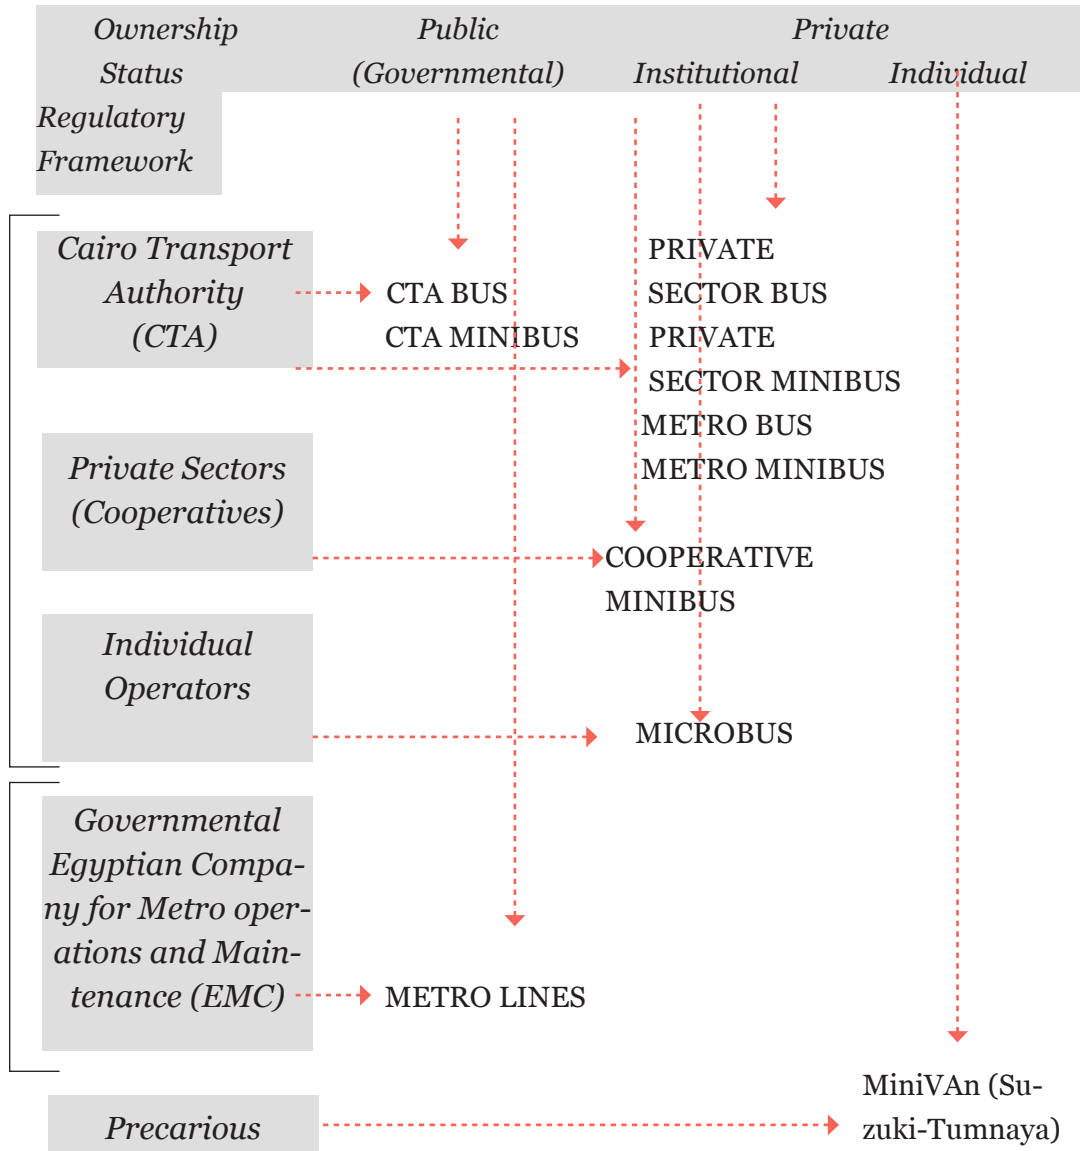 Ownership Public Private
Status (Governmental) Institutional Individual
Regulatory
Framework
Cairo Transport
Authority
(CTA)
CTA BUS
CTA MINIBUS
PRIVATE
SECTOR BUS
PRIVATE
SECTOR MINIBUS
METRO BUS
METRO MINIBUS
Private Sectors
(Cooperatives)
COOPERATIVE
MINIBUS
Individual
Operators
MICROBUS
Governmental
Egyptian Compa-
ny for Metro oper-
ations and Main-
tenance (EMC)
METRO LINES
Precarious
MiniVAn (Su-
zuki-Tumnaya)